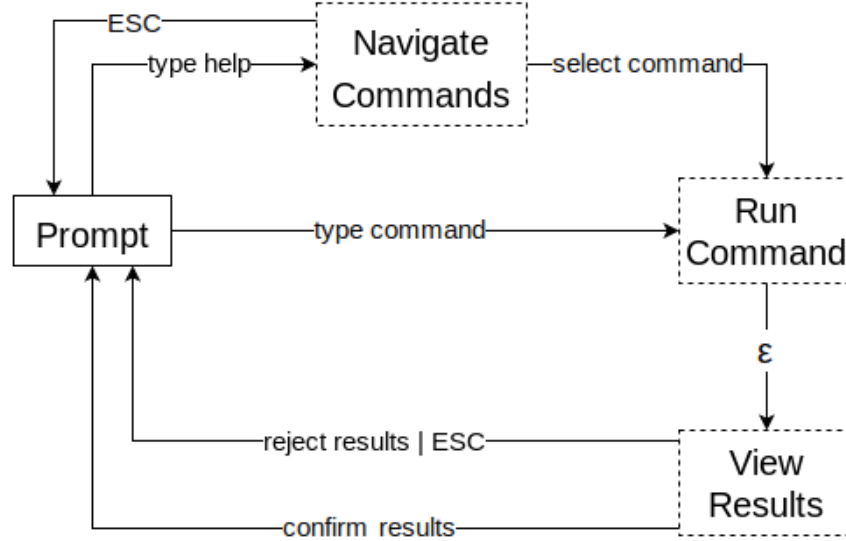 ESC
Navigate
Commands
type help
select command
Prompt
type command
Run
Command
ε
reject results | ESC
View
Results
confirm results